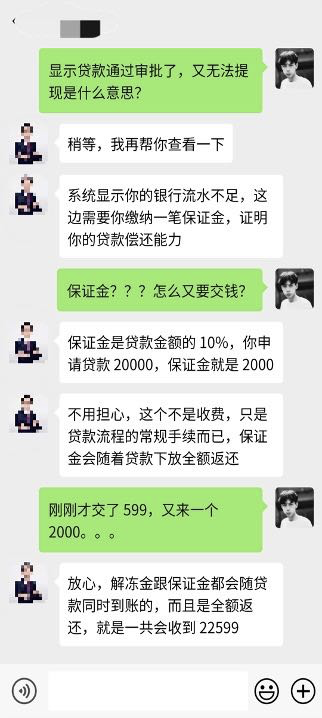 显示贷款通过审批了，又无法提
现是什么意思？
稍等，我再帮你查看一下
系统显示你的银行流水不足，这
边需要你缴纳一笔保证金，证明
你的贷款偿还能力
保证金？？？怎么又要交钱？
保证金是贷款金额的 10%，你申
请贷款 20000，保证金就是 2000
不用担心，这个不是收费，只是
贷款流程的常规手续而已，保证
金会随着贷款下放全额返还
刚刚才交了 599，又来一个
2000。。。
放心，解冻金跟保证金都会随贷
款同时到账的，而且是全额返
还，就是一共会收到 22599